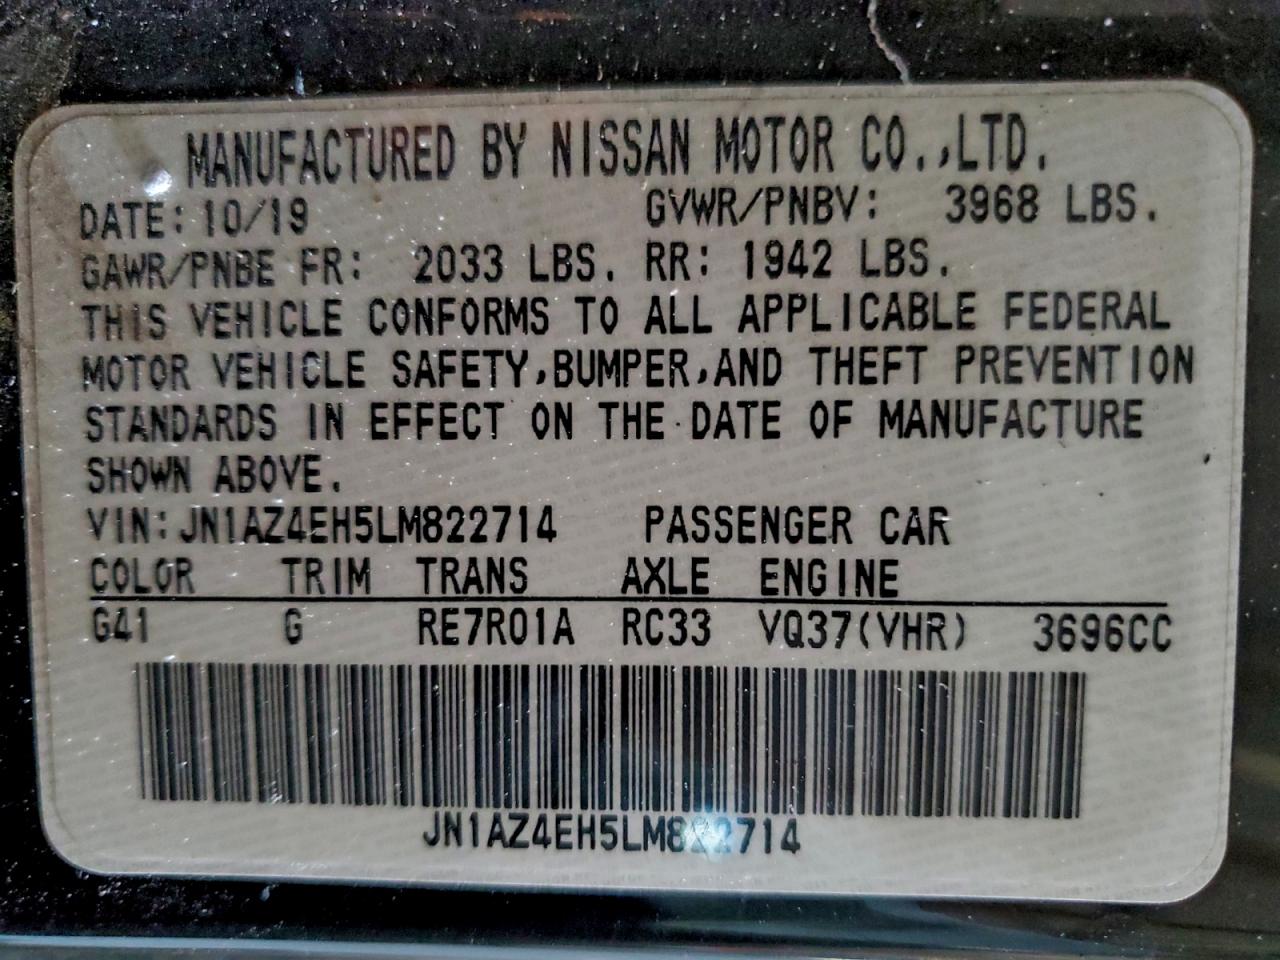 MANUFACTURED BY NISSAN MOTOR CO.,LTD.
DATE: 10/19 GVWR/PNBV: 3968 LBS.
GAWR/PNBE FR: 2033 LBS. RR: 1942 LBS.
THIS VEHICLE CONFORMS TO ALL APPLICABLE FEDERAL
MOTOR VEHICLE SAFETY,BUMPER,AND THEFT PREVENTION
STANDARDS IN EFFECT ON THE DATE OF MANUFACTURE
SHOWN ABOVE.
VIN: JN1AZ4EH5LM822714 PASSENGER CAR
COLOR TRIM TRANS AXLE ENGINE
G41 G RE7R01A RC33 VQ37(VHR) 3696CC
JN1AZ4EH5LM822714